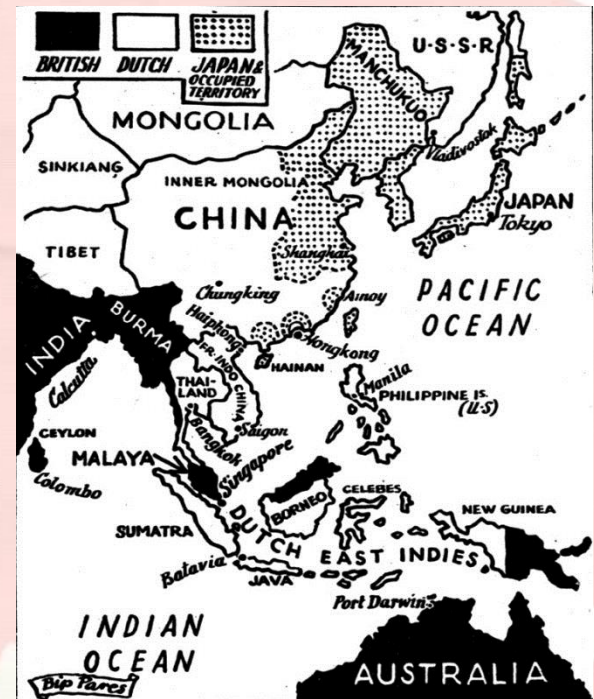 BRITISH DUTCH JAPAN &
OCCUPIED
TERRITORY
U·S·S·R
MANCHUKUO
MONGOLIA
Vladivostok
SINKIANG
INNER MONGOLIA
CHINA
JAPAN
Tokyo
TIBET
Shanghai
Chungking
Amoy
PACIFIC
OCEAN
INDIA
BURMA
Haiphong
Hongkong
FR. INDO CHINA
HAINAN
Calcutta
THAI-
LAND
Manila
PHILIPPINE IS.
(U·S)
Bangkok
Saigon
CEYLON
MALAYA
Singapore
Colombo
BORNEO
CELEBES
NEW GUINEA
SUMATRA
DUTCH EAST INDIES
Batavia
JAVA
Port Darwin
INDIAN
OCEAN
AUSTRALIA
Bip Pares